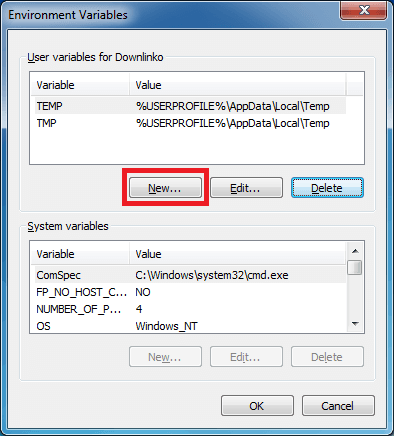 Environment Variables
User variables for Downlinko
Variable Value
TEMP %USERPROFILE%\AppData\Local\Temp
TMP %USERPROFILE%\AppData\Local\Temp
New... Edit... Delete
System variables
Variable Value
ComSpec C:\Windows\system32\cmd.exe
FP_NO_HOST_C... NO
NUMBER_OF_P... 4
OS Windows_NT
New... Edit... Delete
OK Cancel